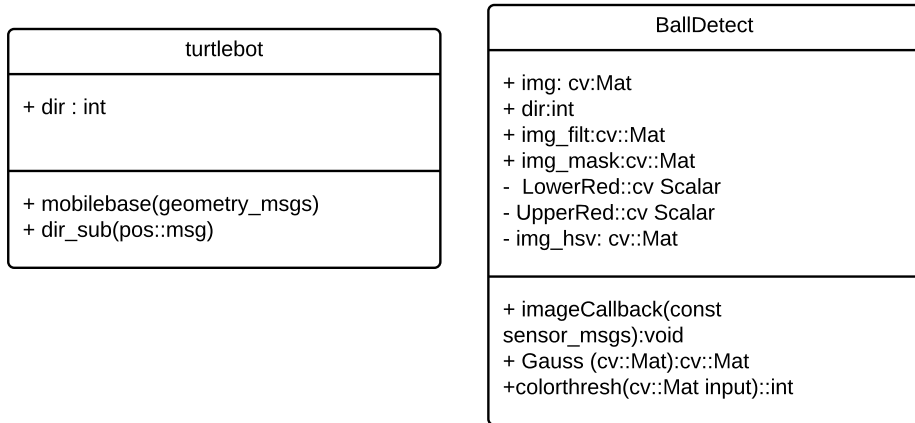 turtlebot
+ dir : int
+ mobilebase(geometry_msgs)
+ dir_sub(pos::msg)
BallDetect
+ img: cv:Mat
+ dir:int
+ img_filt:cv::Mat
+ img_mask:cv::Mat
-  LowerRed::cv Scalar
- UpperRed::cv Scalar
- img_hsv: cv::Mat
+ imageCallback(const
sensor_msgs):void
+ Gauss (cv::Mat):cv::Mat
+colorthresh(cv::Mat input)::int